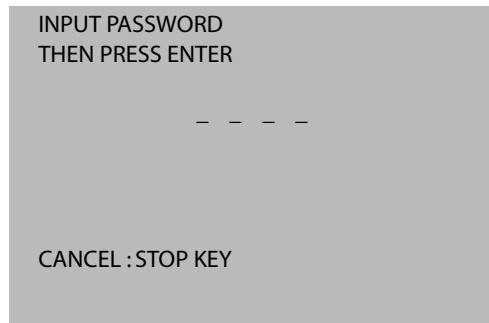 INPUT PASSWORD
THEN PRESS ENTER
_ _ _ _
CANCEL : STOP KEY